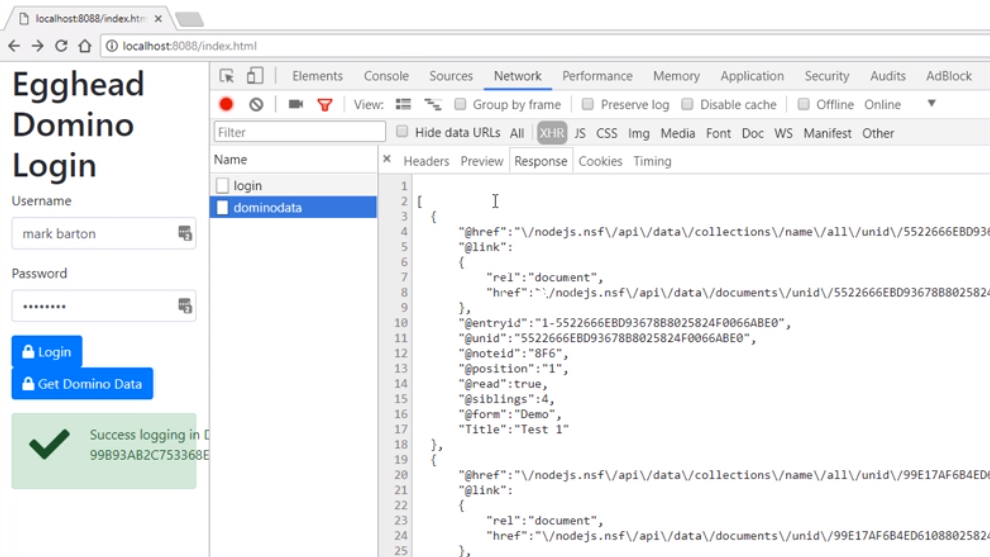 localhost:8088/index.htm
localhost:8088/index.html
Egghead
Domino
Login
Username
mark barton
Password
••••••••
Login
Get Domino Data
Success logging in D
99B93AB2C753368E
Elements Console Sources Network Performance Memory Application Security Audits AdBlock
View: Group by frame Preserve log Disable cache Offline Online
Filter Hide data URLs All XHR JS CSS Img Media Font Doc WS Manifest Other
Name
login
dominodata
× Headers Preview Response Cookies Timing
1
2 [
3 {
4 "@href":"\/nodejs.nsf\/api\/data\/collections\/name\/all\/unid\/5522666EBD936
5 "@link":
6 {
7 "rel":"document",
8 "href":"\/nodejs.nsf\/api\/data\/documents\/unid\/5522666EBD93678B8025824
9 },
10 "@entryid":"1-5522666EBD93678B8025824F0066ABE0",
11 "@unid":"5522666EBD93678B8025824F0066ABE0",
12 "@noteid":"8F6",
13 "@position":"1",
14 "@read":true,
15 "@siblings":4,
16 "@form":"Demo",
17 "Title":"Test 1"
18 },
19 {
20 "@href":"\/nodejs.nsf\/api\/data\/collections\/name\/all\/unid\/99E17AF6B4ED6
21 "@link":
22 {
23 "rel":"document",
24 "href":"\/nodejs.nsf\/api\/data\/documents\/unid\/99E17AF6B4ED61088025824
25 },